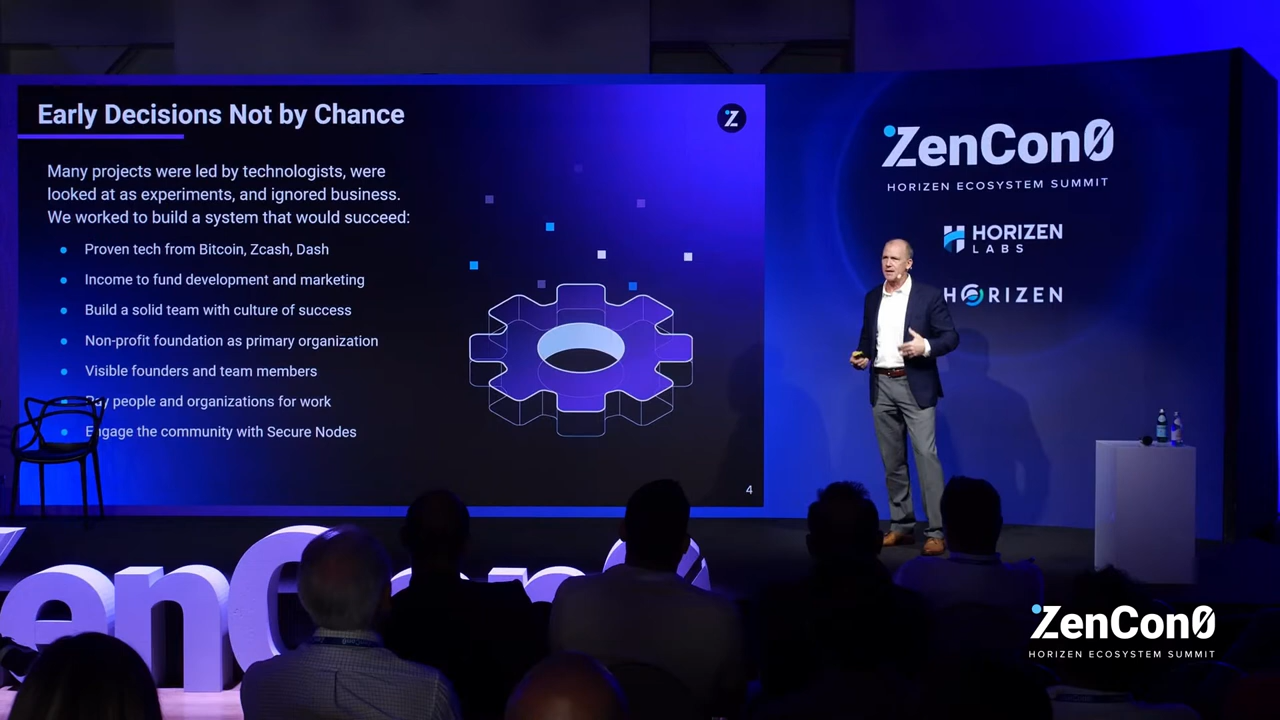 Early Decisions Not by Chance
Many projects were led by technologists, were
looked at as experiments, and ignored business.
We worked to build a system that would succeed:
Proven tech from Bitcoin, Zcash, Dash
Income to fund development and marketing
Build a solid team with culture of success
Non-profit foundation as primary organization
Visible founders and team members
Pay people and organizations for work
Engage the community with Secure Nodes
4
Z
ZenCon0
HORIZEN ECOSYSTEM SUMMIT
HORIZEN
LABS
HORIZEN
ZenCon0
HORIZEN ECOSYSTEM SUMMIT